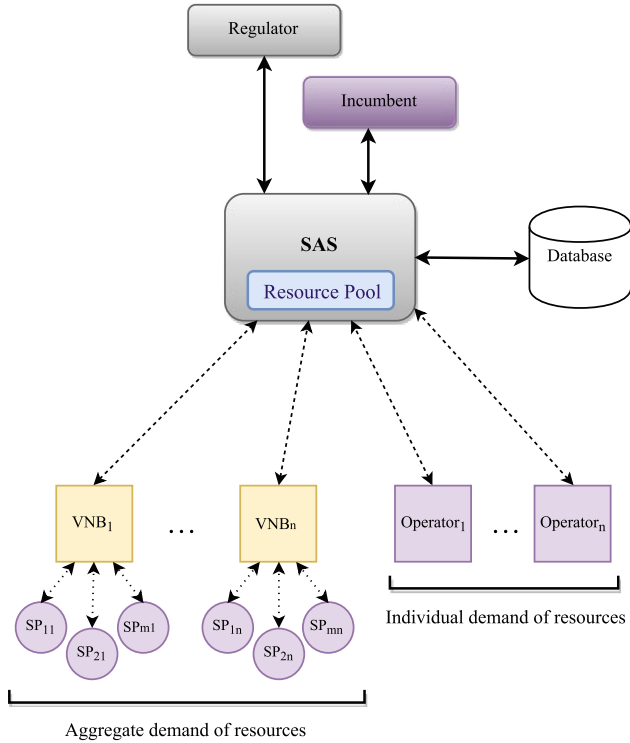 Regulator
Incumbent
SAS
Resource Pool
Database
VNB1
...
VNBn
Operator1
...
Operatorn
SP11
SP21
SPm1
SP1n
SP2n
SPmn
Individual demand of resources
Aggregate demand of resources